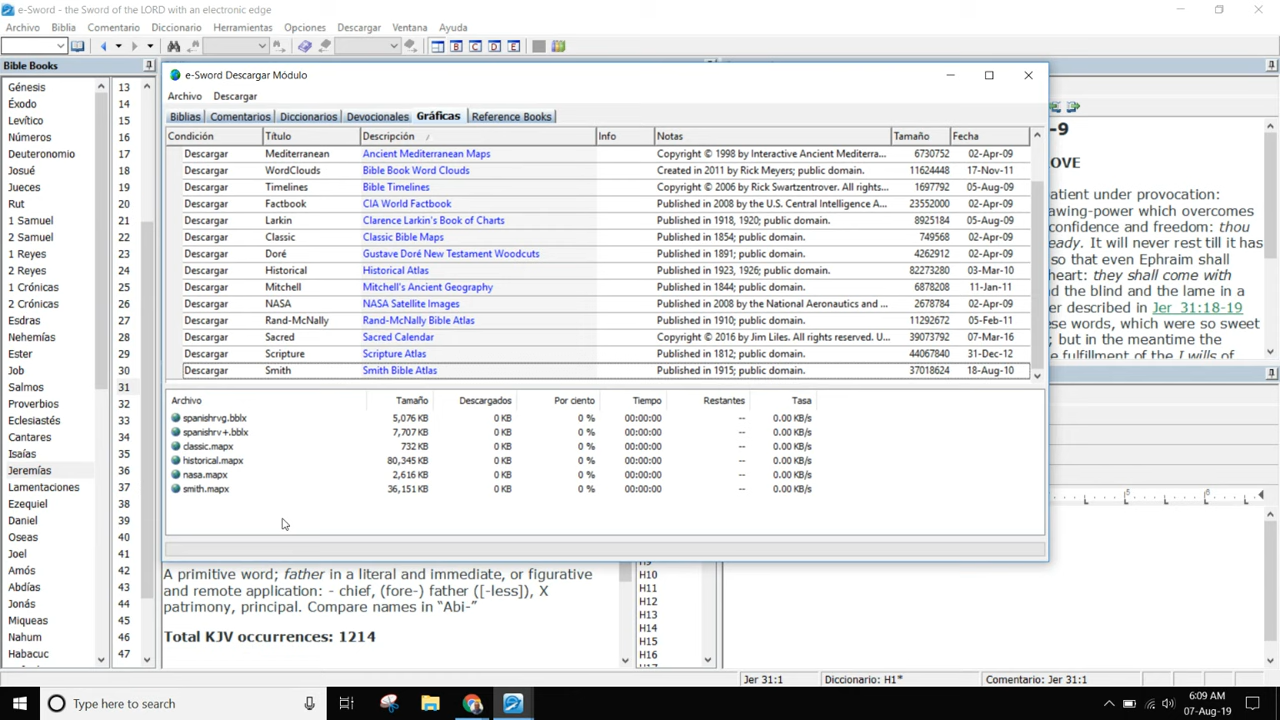 e-Sword - the Sword of the LORD with an electronic edge
Archivo Biblia Comentario Diccionario Herramientas Opciones Descargar Ventana Ayuda
B C D E
Bible Books
Génesis 13
Éxodo 14
Levítico 15
Números 16
Deuteronomio 17
Josué 18
Jueces 19
Rut 20
1 Samuel 21
2 Samuel 22
1 Reyes 23
2 Reyes 24
1 Crónicas 25
2 Crónicas 26
Esdras 27
Nehemías 28
Ester 29
Job 30
Salmos 31
Proverbios 32
Eclesiastés 33
Cantares 34
Isaías 35
Jeremías 36
Lamentaciones 37
Ezequiel 38
Daniel 39
Oseas 40
Joel 41
Amós 42
Abdías 43
Jonás 44
Miqueas 45
Nahum 46
Habacuc 47
e-Sword Descargar Módulo
Archivo Descargar
Biblias Comentarios Diccionarios Devocionales Gráficas Reference Books
Condición Título Descripción / Info Notas Tamaño Fecha
Descargar Mediterranean Ancient Mediterranean Maps Copyright © 1998 by Interactive Ancient Mediterra... 6730752 02-Apr-09
Descargar WordClouds Bible Book Word Clouds Created in 2011 by Rick Meyers; public domain. 11624448 17-Nov-11
Descargar Timelines Bible Timelines Copyright © 2006 by Rick Swartzentrover. All rights... 1697792 05-Aug-09
Descargar Factbook CIA World Factbook Published in 2008 by the U.S. Central Intelligence A... 23552000 02-Apr-09
Descargar Larkin Clarence Larkin's Book of Charts Published in 1918, 1920; public domain. 8925184 05-Aug-09
Descargar Classic Classic Bible Maps Published in 1854; public domain. 749568 02-Apr-09
Descargar Doré Gustave Doré New Testament Woodcuts Published in 1891; public domain. 4262912 02-Apr-09
Descargar Historical Historical Atlas Published in 1923, 1926; public domain. 82273280 03-Mar-10
Descargar Mitchell Mitchell's Ancient Geography Published in 1844; public domain. 6878208 11-Jan-11
Descargar NASA NASA Satellite Images Published in 2008 by the National Aeronautics and ... 2678784 02-Apr-09
Descargar Rand-McNally Rand-McNally Bible Atlas Published in 1910; public domain. 11292672 05-Feb-11
Descargar Sacred Sacred Calendar Copyright © 2016 by Jim Liles. All rights reserved. U... 39073792 07-Mar-16
Descargar Scripture Scripture Atlas Published in 1812; public domain. 44067840 31-Dec-12
Descargar Smith Smith Bible Atlas Published in 1915; public domain. 37018624 18-Aug-10
Archivo Tamaño Descargados Por ciento Tiempo Restantes Tasa
spanishrvg.bblx 5,076 KB 0 KB 0 % 00:00:00 -- 0.00 KB/s
spanishrv+.bblx 7,707 KB 0 KB 0 % 00:00:00 -- 0.00 KB/s
classic.mapx 732 KB 0 KB 0 % 00:00:00 -- 0.00 KB/s
historical.mapx 80,345 KB 0 KB 0 % 00:00:00 -- 0.00 KB/s
nasa.mapx 2,616 KB 0 KB 0 % 00:00:00 -- 0.00 KB/s
smith.mapx 36,151 KB 0 KB 0 % 00:00:00 -- 0.00 KB/s
-9
OVE
atient under provocation:
awing-power which overcomes
confidence and freedom: thou
eady. It will never rest till it has
so that even Ephraim shall
heart: they shall come with
d the blind and the lame in a
er described in Jer_31:18-19
ese words, which were so sweet
; but in the meantime the
e fulfillment of the I wills of
5 6
A primitive word; father in a literal and immediate, or figurative
and remote application: - chief, (fore-) father ([-less]), X
patrimony, principal. Compare names in “Abi-”
Total KJV occurrences: 1214
H10
H11
H12
H13
H14
H15
H16
Jer 31:1 Diccionario: H1* Comentario: Jer 31:1
Type here to search
6:09 AM
07-Aug-19